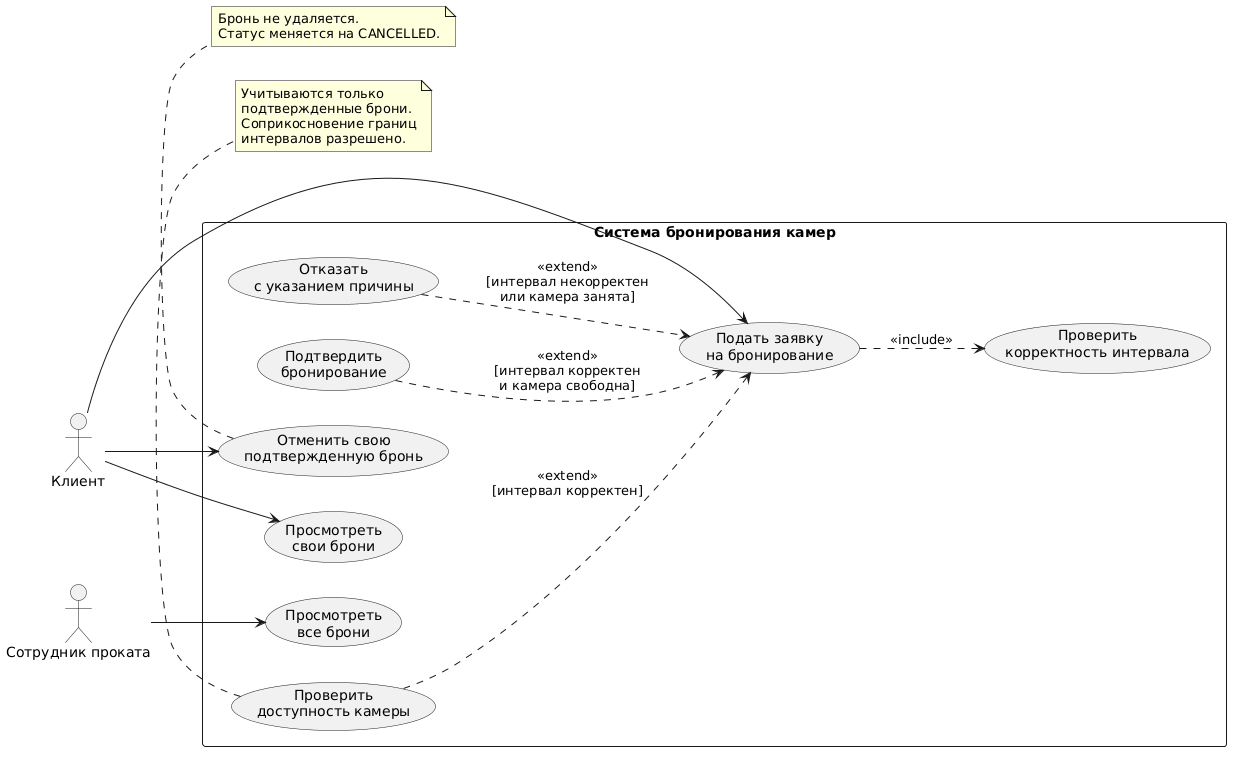 Бронь не удаляется.
Статус меняется на CANCELLED.
Учитываются только
подтвержденные брони.
Соприкосновение границ
интервалов разрешено.
Система бронирования камер
Отказать
с указанием причины
«extend»
[интервал некорректен
или камера занята]
Подать заявку
на бронирование
«include»
Проверить
корректность интервала
Подтвердить
бронирование
«extend»
[интервал корректен
и камера свободна]
Отменить свою
подтвержденную бронь
Клиент
«extend»
[интервал корректен]
Просмотреть
свои брони
Просмотреть
все брони
Сотрудник проката
Проверить
доступность камеры